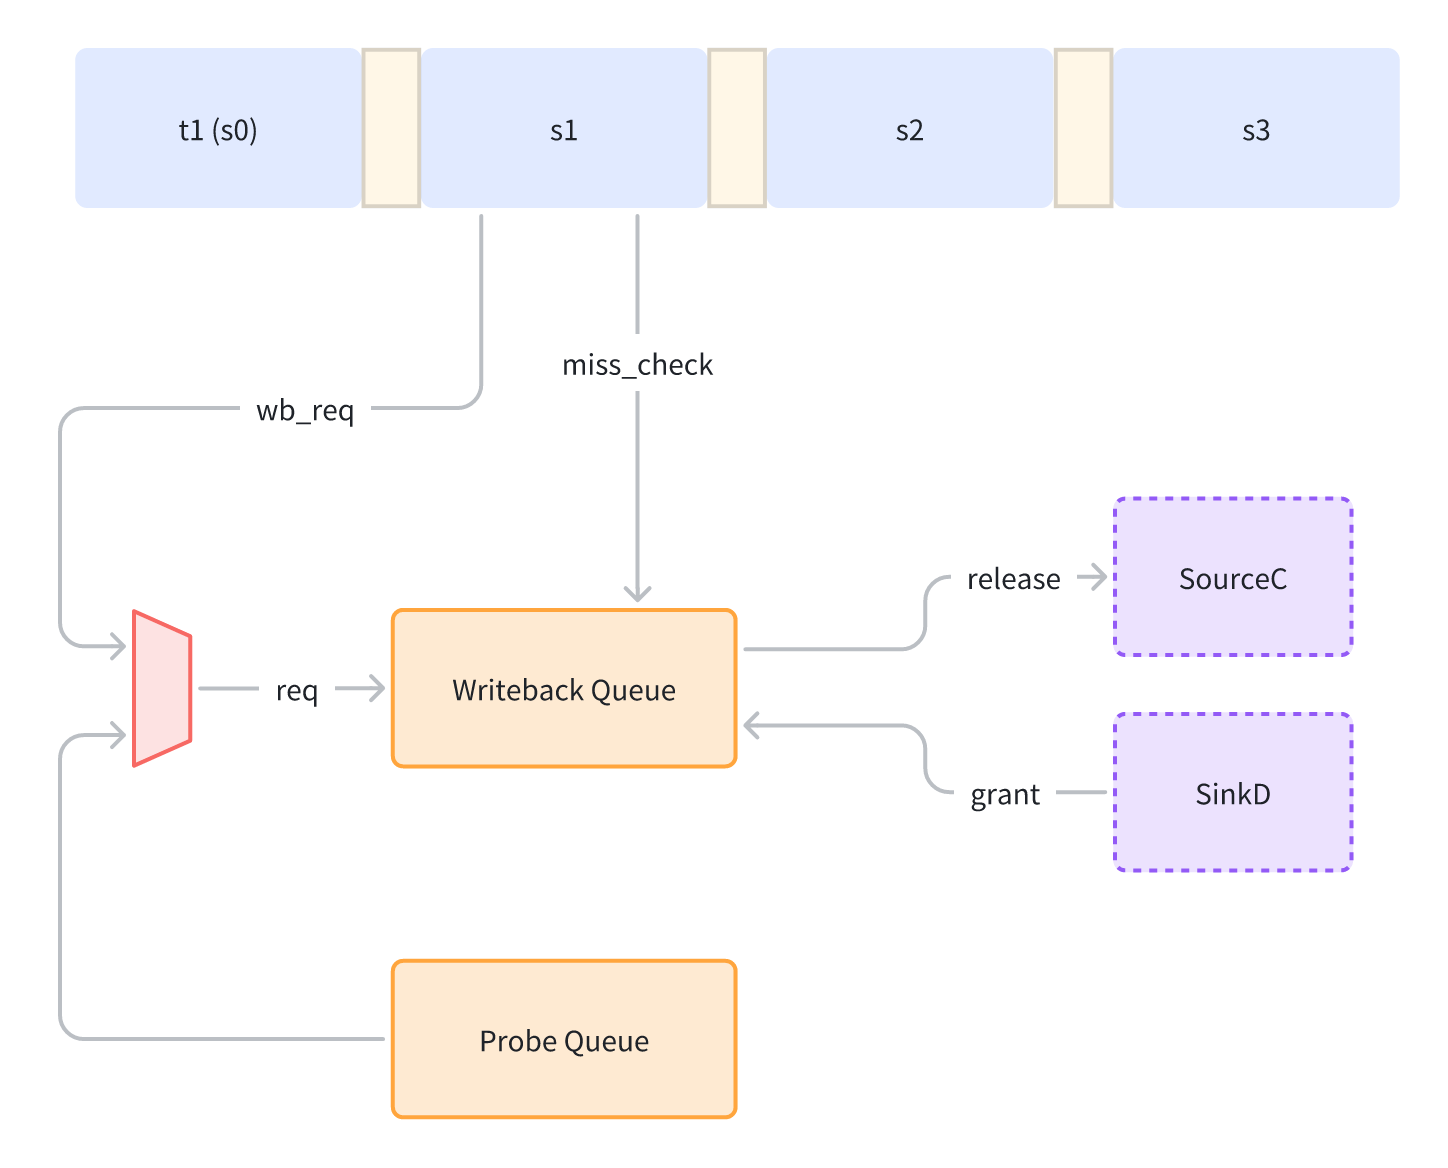 t1 (s0)
s1
s2
s3
miss_check
wb_req
release
SourceC
req
Writeback Queue
grant
SinkD
Probe Queue